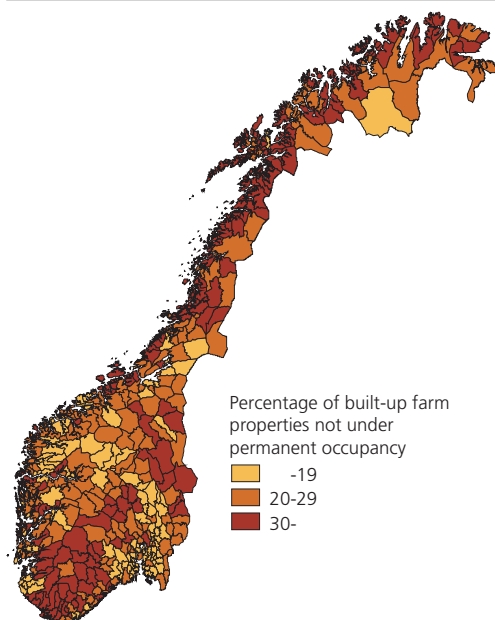 Percentage of built-up farm
properties not under
permanent occupancy
-19
20-29
30-